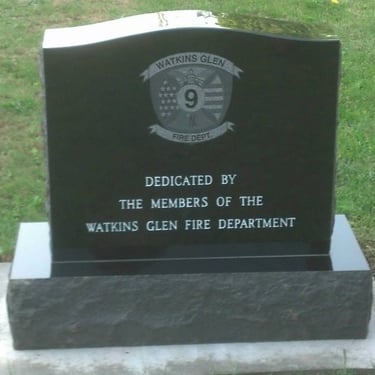 WATKINS GLEN
9
FIRE DEPT.
DEDICATED BY
THE MEMBERS OF THE
WATKINS GLEN FIRE DEPARTMENT